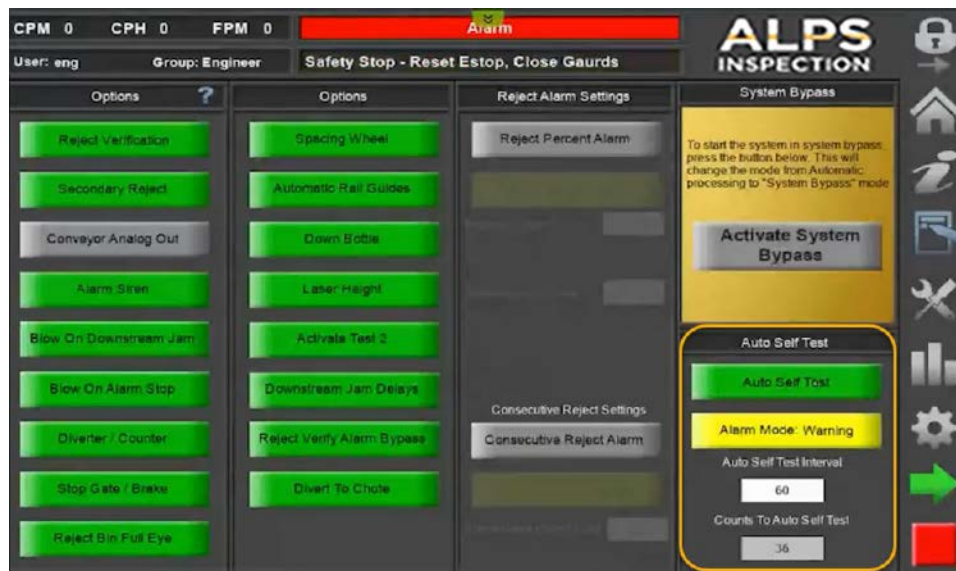 CPM 0 CPH 0 FPM 0
Alarm
ALPS
INSPECTION
User: eng Group: Engineer
Safety Stop - Reset Estop, Close Gaurds
Options ?
Reject Verification
Secondary Reject
Conveyor Analog Out
Alarm Siren
Blow On Downstream Jam
Blow On Alarm Stop
Diverter / Counter
Stop Gate / Brake
Reject Bin Full Eye
Options
Spacing Wheel
Automatic Rail Guides
Down Bottle
Laser Height
Activate Test 2
Downstream Jam Delays
Reject Verify Alarm Bypass
Divert To Chute
Reject Alarm Settings
Reject Percent Alarm
Consecutive Reject Settings
Consecutive Reject Alarm
System Bypass
To start the system in system bypass,
press the button below. This will
change the mode from Automatic
processing to "System Bypass" mode
Activate System
Bypass
Auto Self Test
Auto Self Test
Alarm Mode: Warning
Auto Self Test Interval
60
Counts To Auto Self Test
36